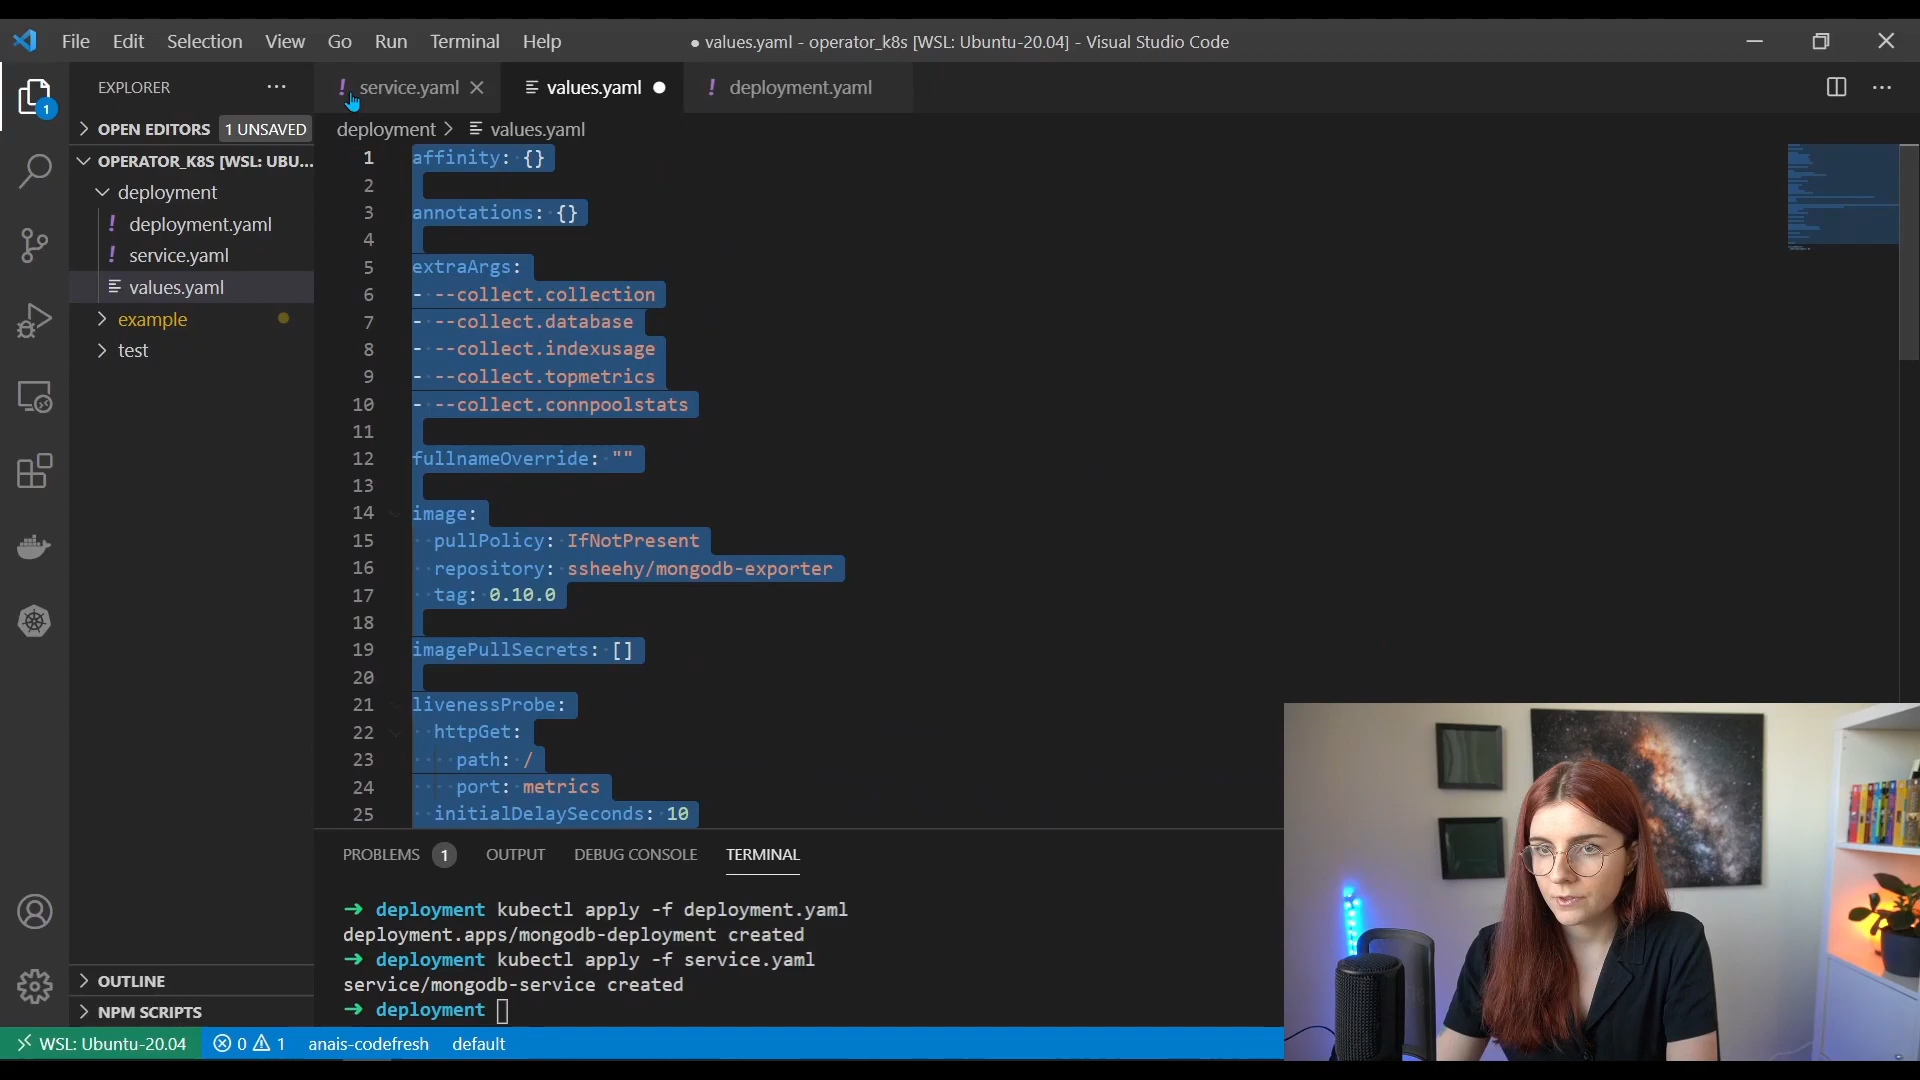 File Edit Selection View Go Run Terminal Help
● values.yaml - operator_k8s [WSL: Ubuntu-20.04] - Visual Studio Code
EXPLORER
! service.yaml
values.yaml
! deployment.yaml
1
OPEN EDITORS 1 UNSAVED
deployment > values.yaml
OPERATOR_K8S [WSL: UBU...
deployment
! deployment.yaml
! service.yaml
values.yaml
example
test
1 affinity: {}
2
3 annotations: {}
4
5 extraArgs:
6 - --collect.collection
7 - --collect.database
8 - --collect.indexusage
9 - --collect.topmetrics
10 - --collect.connpoolstats
11
12 fullnameOverride: ""
13
14 image:
15 pullPolicy: IfNotPresent
16 repository: ssheehy/mongodb-exporter
17 tag: 0.10.0
18
19 imagePullSecrets: []
20
21 livenessProbe:
22 httpGet:
23 path: /
24 port: metrics
25 initialDelaySeconds: 10
PROBLEMS 1 OUTPUT DEBUG CONSOLE TERMINAL
→ deployment kubectl apply -f deployment.yaml
deployment.apps/mongodb-deployment created
→ deployment kubectl apply -f service.yaml
service/mongodb-service created
→ deployment
OUTLINE
NPM SCRIPTS
WSL: Ubuntu-20.04 0 1 anais-codefresh default